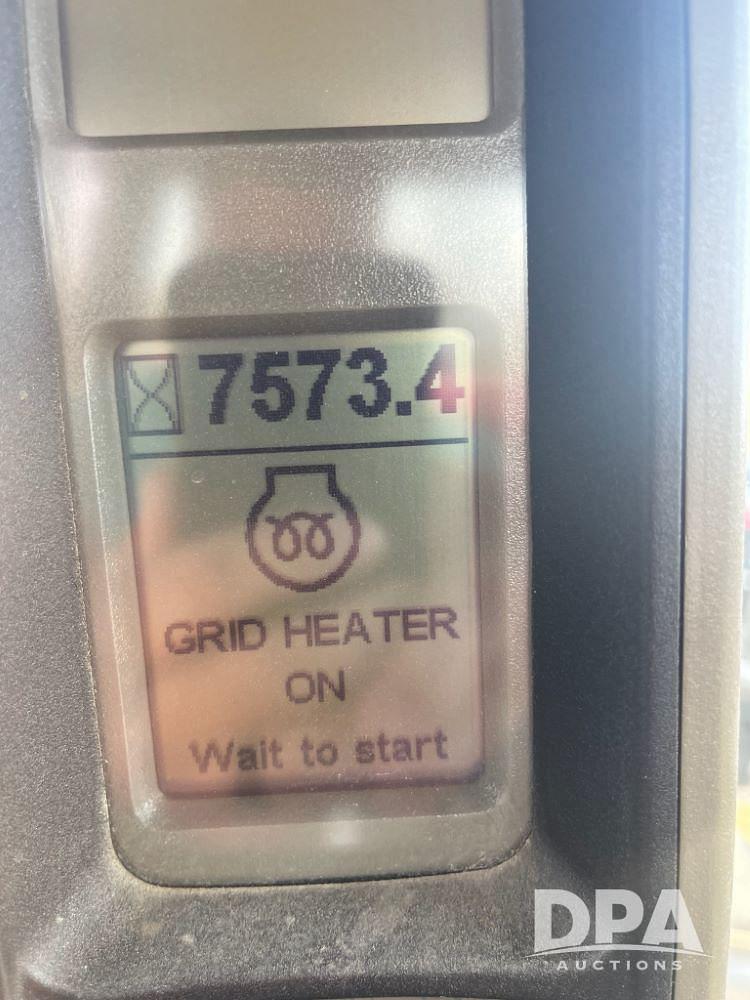 7573.4
GRID HEATER
ON
Wait to start
DPA
AUCTIONS